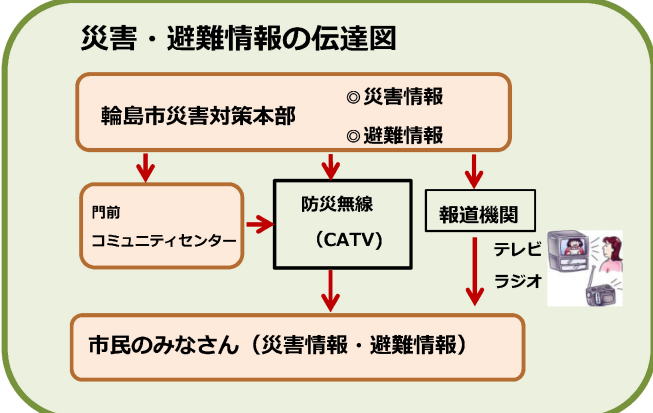 災害・避難情報の伝達図
輪島市災害対策本部
◎災害情報
◎避難情報
門前
コミュニティセンター
防災無線
（CATV)
報道機関
テレビ
ラジオ
市民のみなさん（災害情報・避難情報）